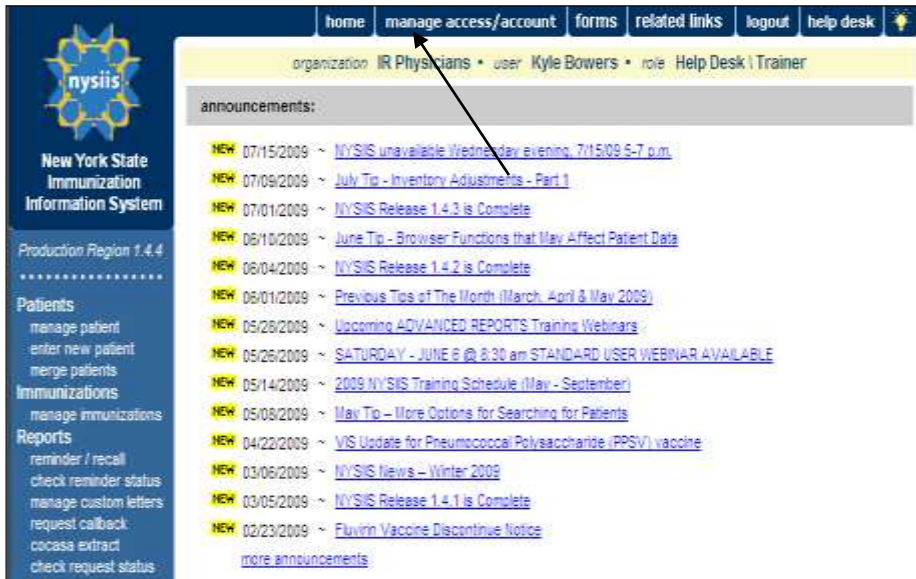 home manage access/account forms related links logout help desk
organization IR Physicians • user Kyle Bowers • role Help Desk \ Trainer
nysiis
New York State
Immunization
Information System
Production Region 1.4.4
Patients
manage patient
enter new patient
merge patients
Immunizations
manage immunizations
Reports
reminder / recall
check reminder status
manage custom letters
request callback
cocasa extract
check request status
announcements:
NEW 07/15/2009 ~ NYSIIS unavailable Wednesday evening, 7/15/09 5-7 p.m.
NEW 07/09/2009 ~ July Tip - Inventory Adjustments - Part 1
NEW 07/01/2009 ~ NYSIIS Release 1.4.3 is Complete
NEW 06/10/2009 ~ June Tip - Browser Functions that May Affect Patient Data
NEW 06/04/2009 ~ NYSIIS Release 1.4.2 is Complete
NEW 06/01/2009 ~ Previous Tips of The Month (March, April & May 2009)
NEW 05/28/2009 ~ Upcoming ADVANCED REPORTS Training Webinars
NEW 05/26/2009 ~ SATURDAY - JUNE 6 @ 8:30 am STANDARD USER WEBINAR AVAILABLE
NEW 05/14/2009 ~ 2009 NYSIIS Training Schedule (May - September)
NEW 05/08/2009 ~ May Tip – More Options for Searching for Patients
NEW 04/22/2009 ~ VIS Update for Pneumococcal Polysaccharide (PPSV) vaccine
NEW 03/06/2009 ~ NYSIIS News – Winter 2009
NEW 03/05/2009 ~ NYSIIS Release 1.4.1 is Complete
NEW 02/23/2009 ~ Fluvirin Vaccine Discontinue Notice
more announcements